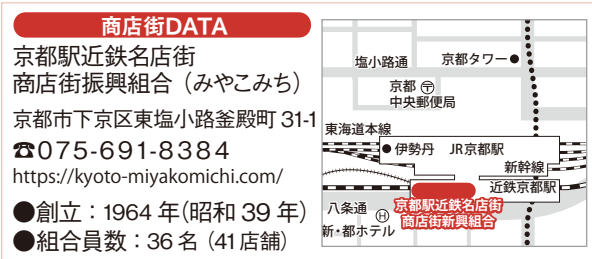 商店街DATA
京都駅近鉄名店街
商店街振興組合（みやこみち）
京都市下京区東塩小路釜殿町 31-1
☎075-691-8384
https://kyoto-miyakomichi.com/
●創立：1964 年(昭和 39 年)
●組合員数：36 名（41 店舗）
塩小路通
京都タワー●
京都〒
中央郵便局
東海道本線
●伊勢丹 JR京都駅
新幹線
近鉄京都駅
八条通
Ⓗ
新・都ホテル
京都駅近鉄名店街
商店街新興組合